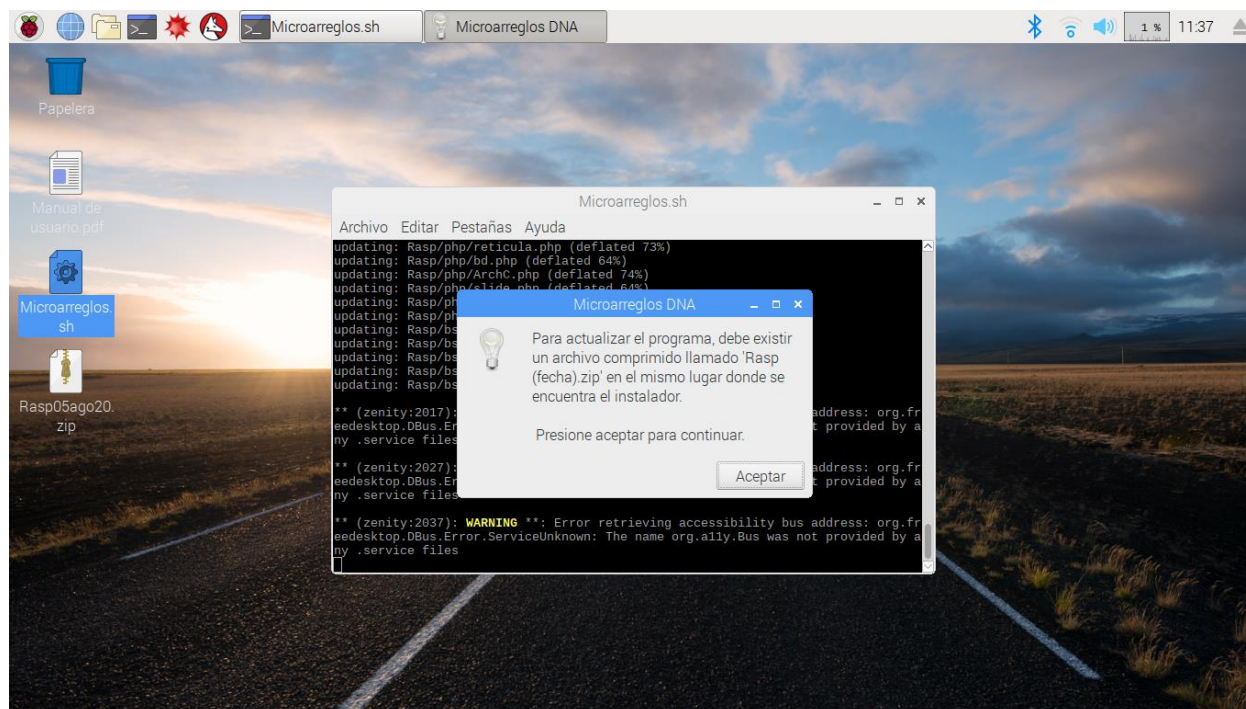 Microarreglos.sh
Microarreglos DNA
1 %
11:37
Papelera
Manual de
usuario.pdf
Microarreglos.
sh
Rasp05ago20.
zip
Microarreglos.sh
Archivo Editar Pestañas Ayuda
updating: Rasp/php/reticula.php (deflated 73%)
updating: Rasp/php/bd.php (deflated 64%)
updating: Rasp/php/ArchC.php (deflated 74%)
updating: Rasp/php/slide.php (deflated 64%)
updating: Rasp/ph
updating: Rasp/ph
updating: Rasp/bs
updating: Rasp/bs
updating: Rasp/bs
updating: Rasp/bs
updating: Rasp/bs
** (zenity:2017): address: org.fr
eedesktop.DBus.Er t provided by a
ny .service files
** (zenity:2027): address: org.fr
eedesktop.DBus.Er t provided by a
ny .service files
** (zenity:2037): WARNING **: Error retrieving accessibility bus address: org.fr
eedesktop.DBus.Error.ServiceUnknown: The name org.a11y.Bus was not provided by a
ny .service files
Microarreglos DNA
Para actualizar el programa, debe existir
un archivo comprimido llamado 'Rasp
(fecha).zip' en el mismo lugar donde se
encuentra el instalador.
Presione aceptar para continuar.
Aceptar